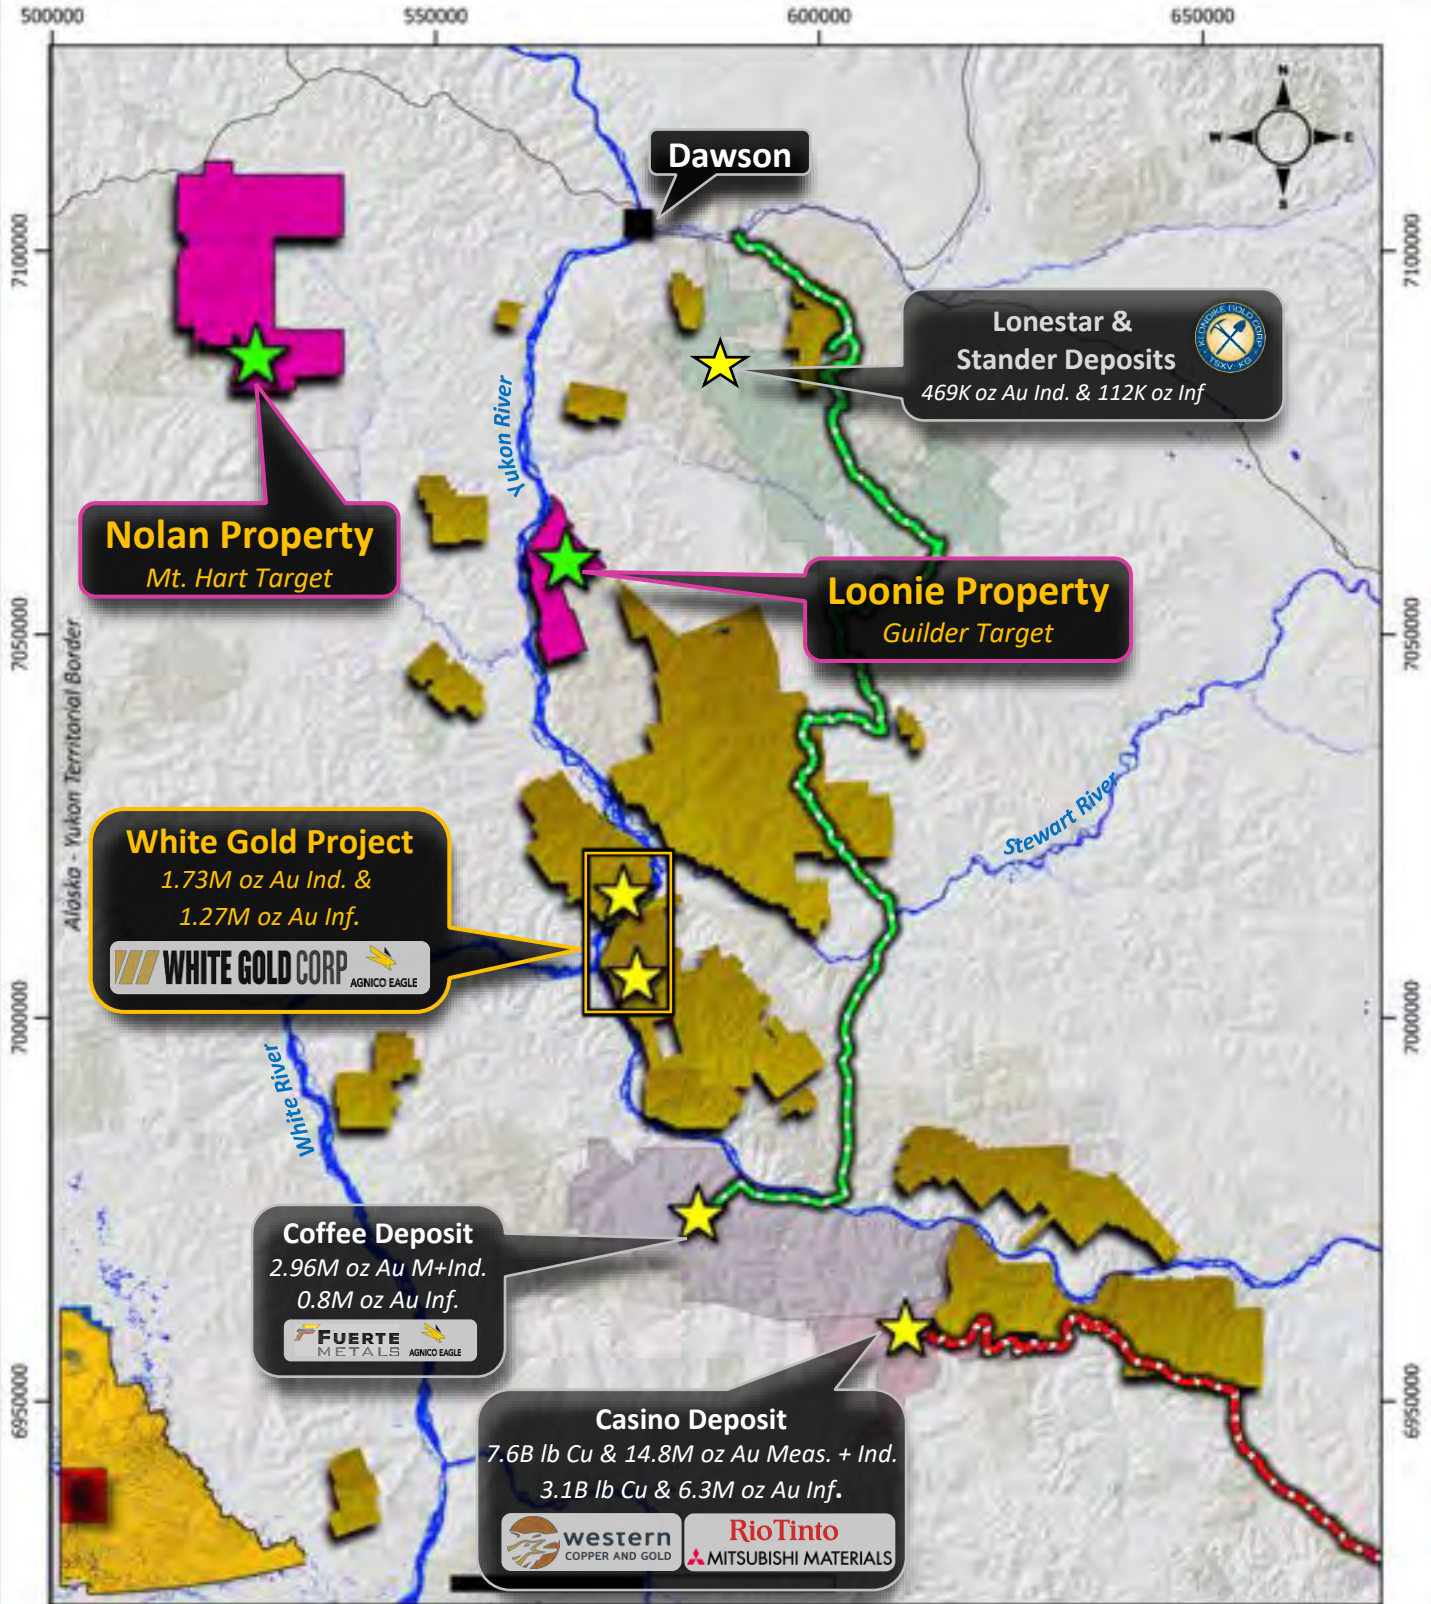 500000
550000
600000
650000
N
W
E
S
Dawson
7100000
7100000
Lonestar &
Stander Deposits
469K oz Au Ind. & 112K oz Inf
KLONDIKE GOLD CORP
TSXV: KG
Yukon River
Nolan Property
Mt. Hart Target
Loonie Property
Guilder Target
7050000
7050000
Alaska - Yukon Territorial Border
Stewart River
White Gold Project
1.73M oz Au Ind. &
1.27M oz Au Inf.
WHITE GOLD CORP
AGNICO EAGLE
7000000
7000000
White River
Coffee Deposit
2.96M oz Au M+Ind.
0.8M oz Au Inf.
FUERTE
METALS
AGNICO EAGLE
6950000
6950000
Casino Deposit
7.6B lb Cu & 14.8M oz Au Meas. + Ind.
3.1B lb Cu & 6.3M oz Au Inf.
western
COPPER AND GOLD
RioTinto
MITSUBISHI MATERIALS